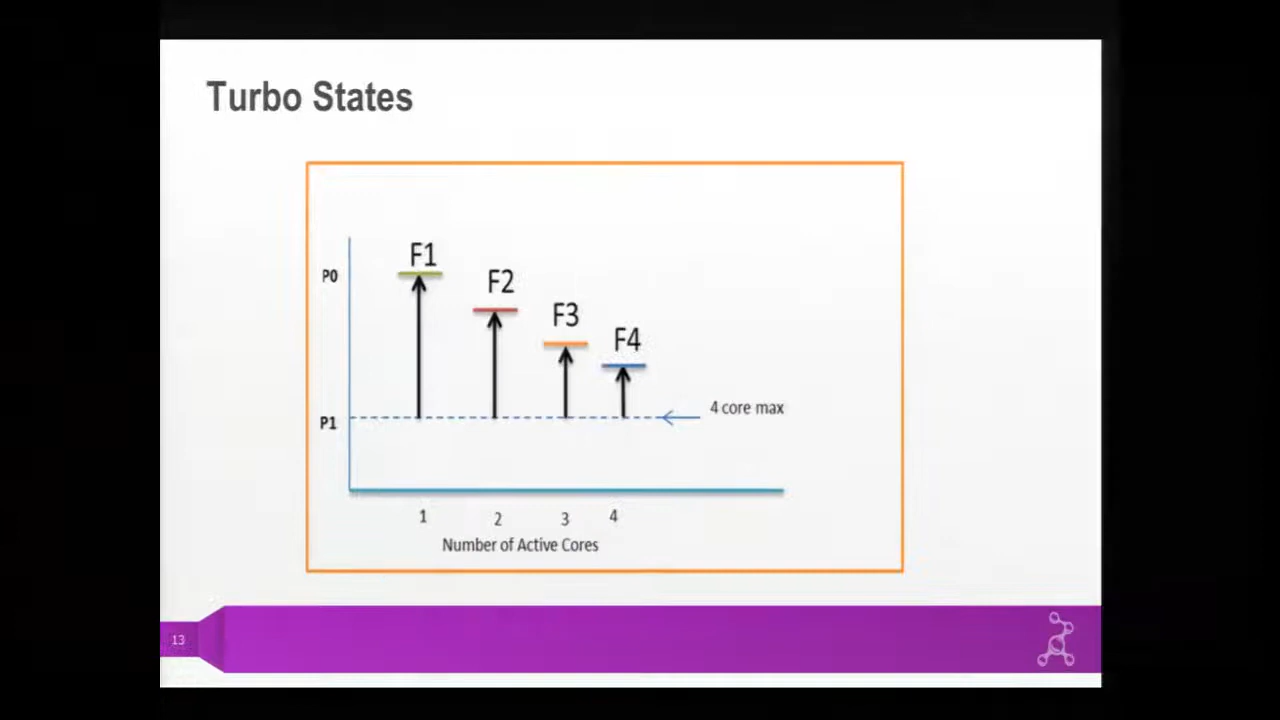 Turbo States
F1
P0
F2
F3
F4
4 core max
P1
1 2 3 4
Number of Active Cores
13